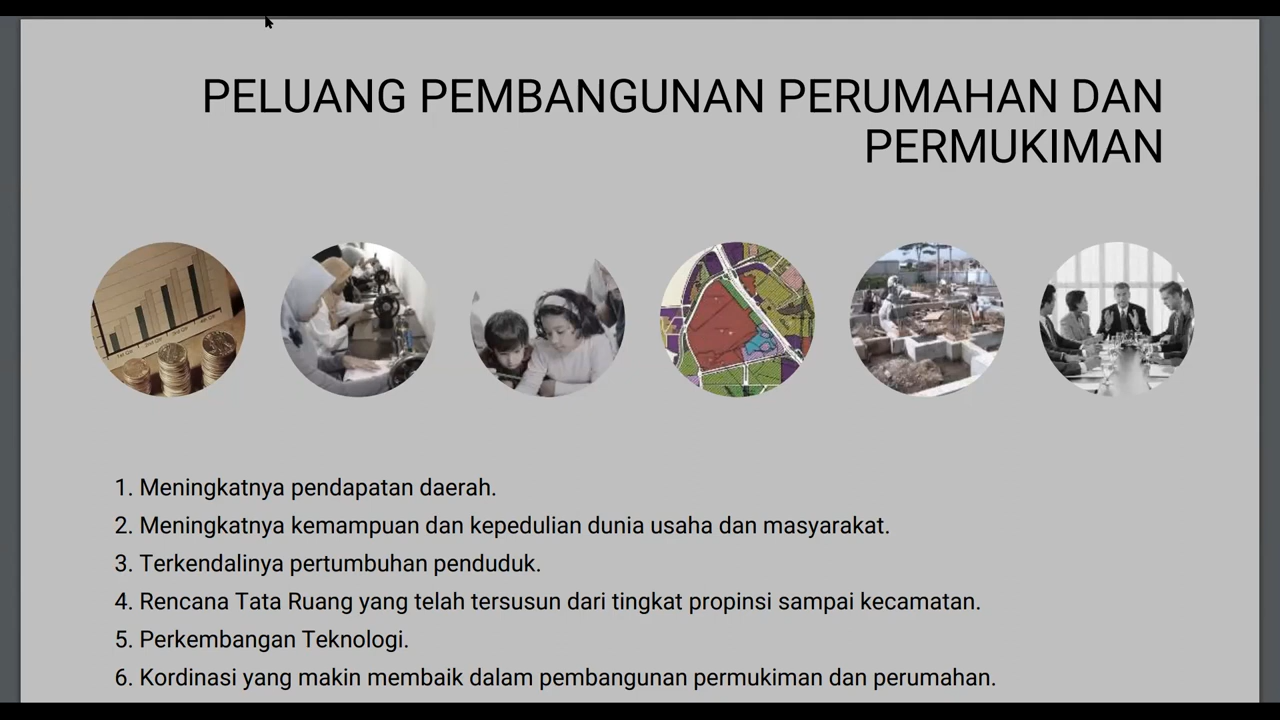 PELUANG PEMBANGUNAN PERUMAHAN DAN
PERMUKIMAN
1. Meningkatnya pendapatan daerah.
2. Meningkatnya kemampuan dan kepedulian dunia usaha dan masyarakat.
3. Terkendalinya pertumbuhan penduduk.
4. Rencana Tata Ruang yang telah tersusun dari tingkat propinsi sampai kecamatan.
5. Perkembangan Teknologi.
6. Kordinasi yang makin membaik dalam pembangunan permukiman dan perumahan.